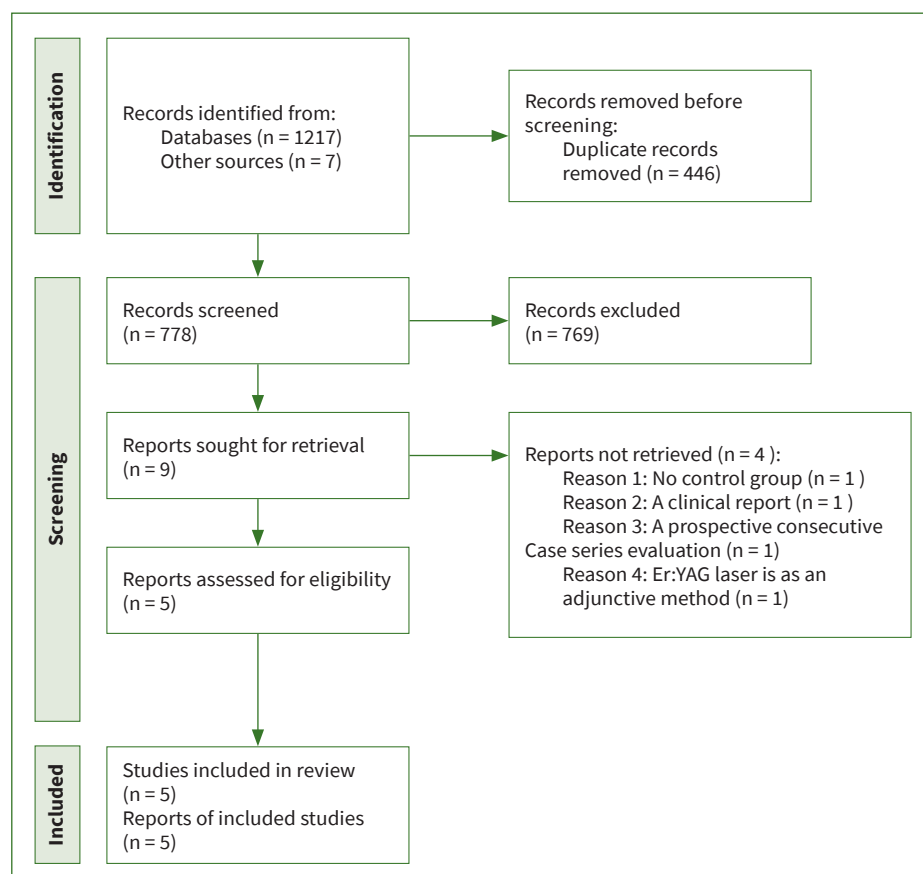 Identification
Records identified from:
Databases (n = 1217)
Other sources (n = 7)
Records removed before
screening:
Duplicate records
removed (n = 446)
Screening
Records screened
(n = 778)
Records excluded
(n = 769)
Reports sought for retrieval
(n = 9)
Reports not retrieved (n = 4 ):
Reason 1: No control group (n = 1 )
Reason 2: A clinical report (n = 1 )
Reason 3: A prospective consecutive
Case series evaluation (n = 1)
Reason 4: Er:YAG laser is as an
adjunctive method (n = 1)
Reports assessed for eligibility
(n = 5)
Included
Studies included in review
(n = 5)
Reports of included studies
(n = 5)